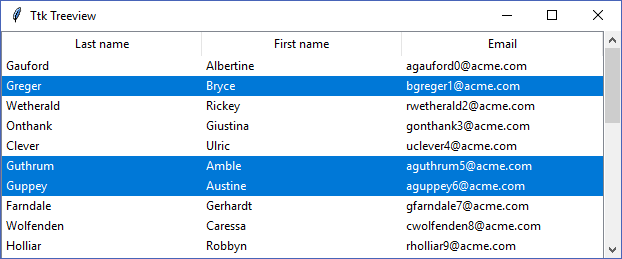 Ttk Treeview
Last name First name Email
Gauford Albertine agauford0@acme.com
Greger Bryce bgreger1@acme.com
Wetherald Rickey rwetherald2@acme.com
Onthank Giustina gonthank3@acme.com
Clever Ulric uclever4@acme.com
Guthrum Amble aguthrum5@acme.com
Guppey Austine aguppey6@acme.com
Farndale Gerhardt gfarndale7@acme.com
Wolfenden Caressa cwolfenden8@acme.com
Holliar Robbyn rholliar9@acme.com